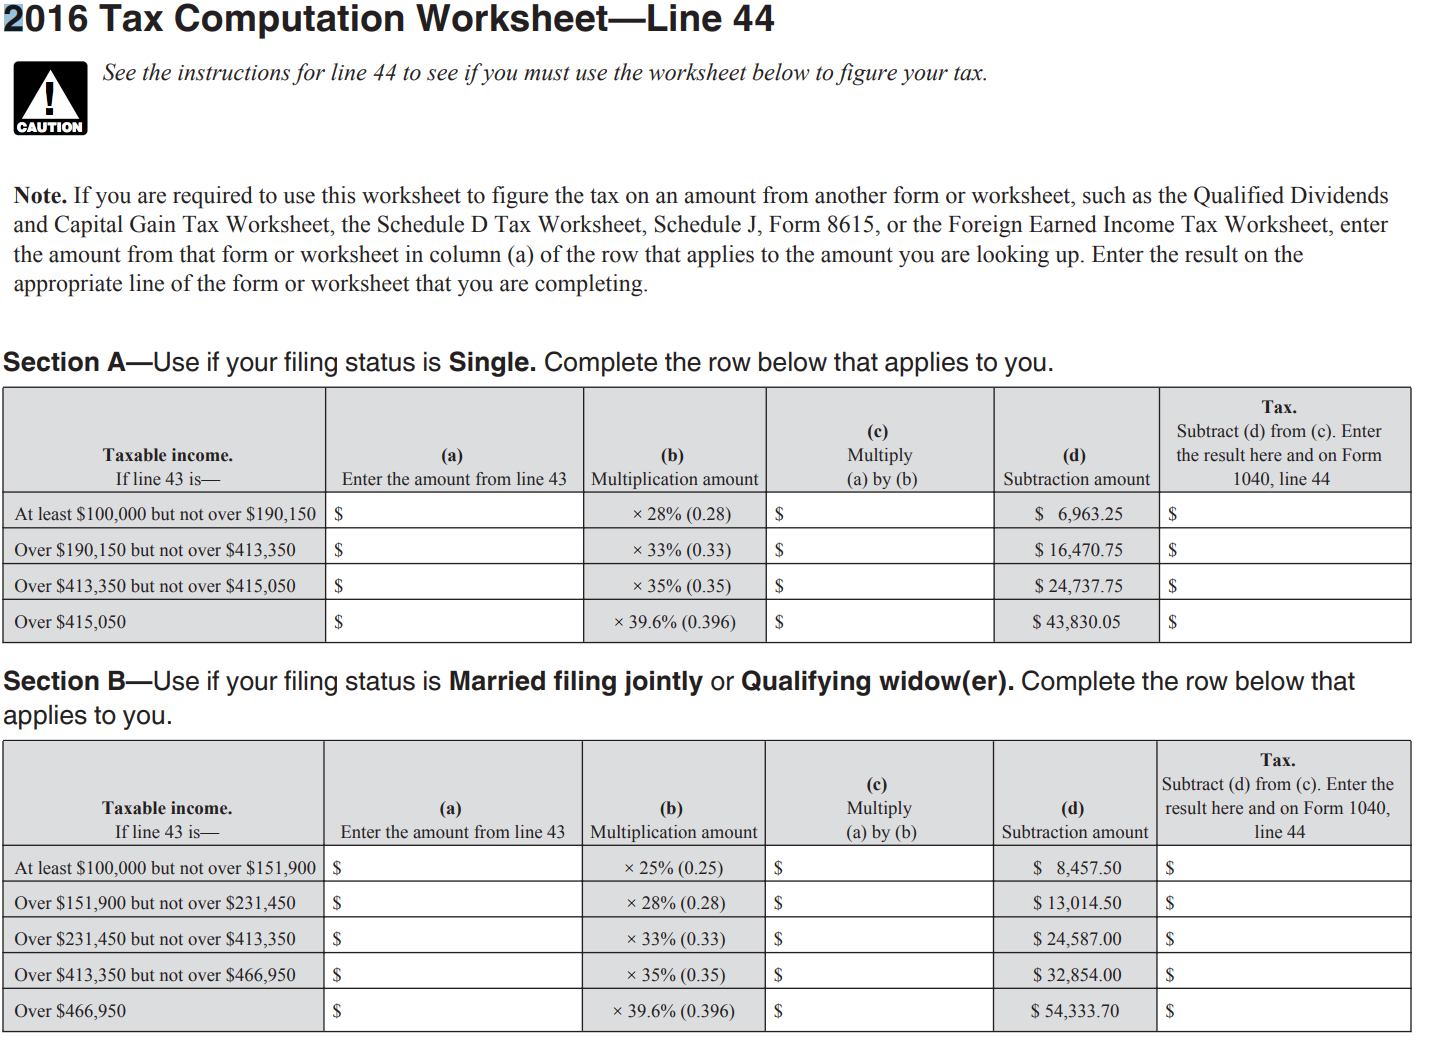 2016 Tax Computation Worksheet—Line 44
See the instructions for line 44 to see if you must use the worksheet below to figure your tax.
CAUTION
Note. If you are required to use this worksheet to figure the tax on an amount from another form or worksheet, such as the Qualified Dividends
and Capital Gain Tax Worksheet, the Schedule D Tax Worksheet, Schedule J, Form 8615, or the Foreign Earned Income Tax Worksheet, enter
the amount from that form or worksheet in column (a) of the row that applies to the amount you are looking up. Enter the result on the
appropriate line of the form or worksheet that you are completing.
Section A—Use if your filing status is Single. Complete the row below that applies to you.
Taxable income.
If line 43 is—
(a)
Enter the amount from line 43
(b)
Multiplication amount
(c)
Multiply
(a) by (b)
(d)
Subtraction amount
Tax.
Subtract (d) from (c). Enter
the result here and on Form
1040, line 44
At least $100,000 but not over $190,150 $ × 28% (0.28) $ $ 6,963.25 $
Over $190,150 but not over $413,350 $ × 33% (0.33) $ $ 16,470.75 $
Over $413,350 but not over $415,050 $ × 35% (0.35) $ $ 24,737.75 $
Over $415,050 $ × 39.6% (0.396) $ $ 43,830.05 $
Section B—Use if your filing status is Married filing jointly or Qualifying widow(er). Complete the row below that
applies to you.
Taxable income.
If line 43 is—
(a)
Enter the amount from line 43
(b)
Multiplication amount
(c)
Multiply
(a) by (b)
(d)
Subtraction amount
Tax.
Subtract (d) from (c). Enter the
result here and on Form 1040,
line 44
At least $100,000 but not over $151,900 $ × 25% (0.25) $ $ 8,457.50 $
Over $151,900 but not over $231,450 $ × 28% (0.28) $ $ 13,014.50 $
Over $231,450 but not over $413,350 $ × 33% (0.33) $ $ 24,587.00 $
Over $413,350 but not over $466,950 $ × 35% (0.35) $ $ 32,854.00 $
Over $466,950 $ × 39.6% (0.396) $ $ 54,333.70 $